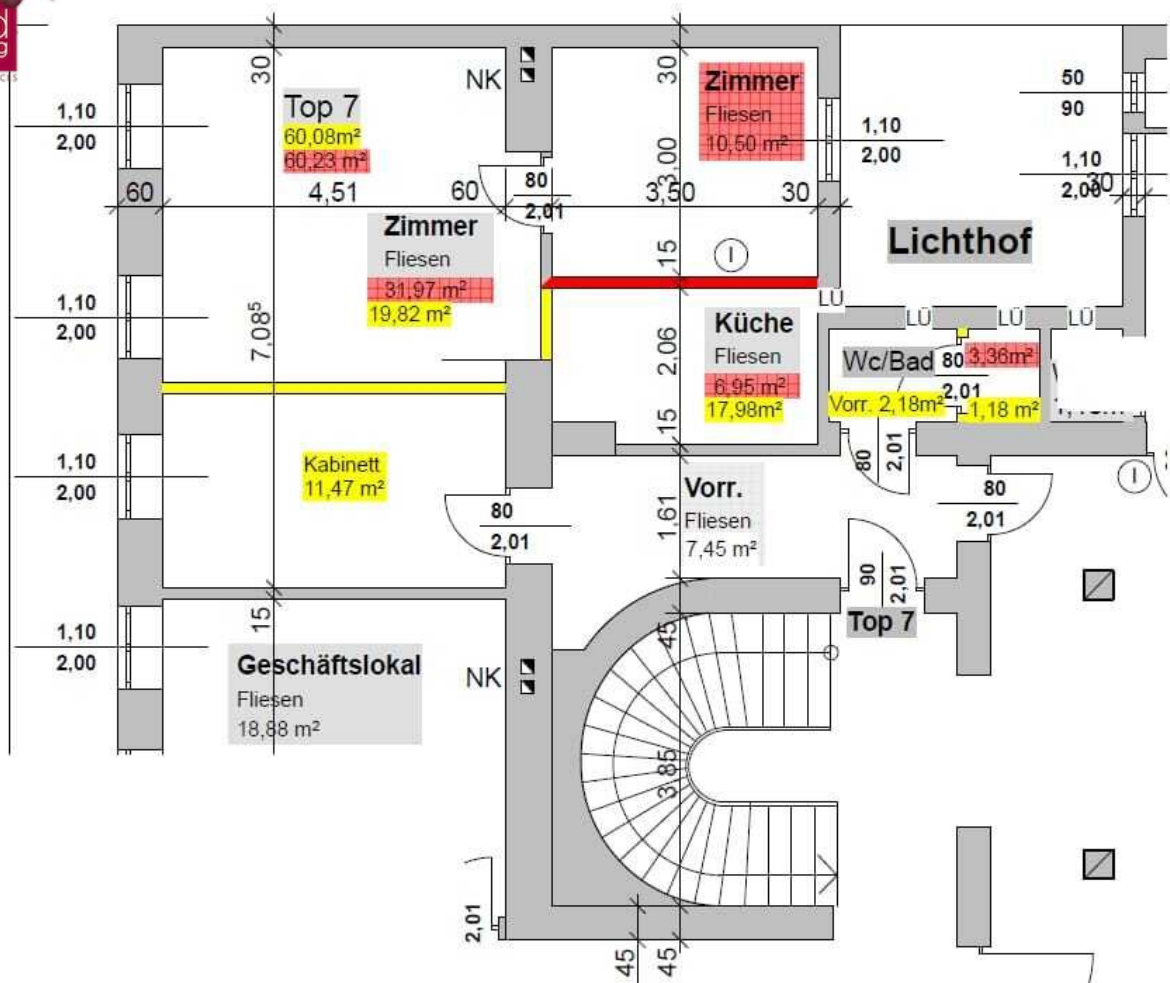 d
g
30
NK
30
Zimmer
Fliesen
10,50 m²
50
90
1,10
2,00
Top 7
60,08m²
60,23 m²
1,10
2,00
1,10
2,00
60
4,51
60
80
2,01
3,00
3,50
30
30
Zimmer
Fliesen
31,97 m²
19,82 m²
15
I
Lichthof
1,10
2,00
7,08⁵
2,06
Küche
Fliesen
6,95 m²
17,98m²
LÜ
LÜ
LÜ
LÜ
Wc/Bad
80
2,01
3,36m²
Vorr. 2,18m²
1,18 m²
15
Kabinett
11,47 m²
1,10
2,00
80
2,01
80
2,01
Vorr.
Fliesen
7,45 m²
1,61
80
2,01
I
90
2,01
Top 7
15
1,10
2,00
Geschäftslokal
Fliesen
18,88 m²
NK
45
3,85
2,01
45
45